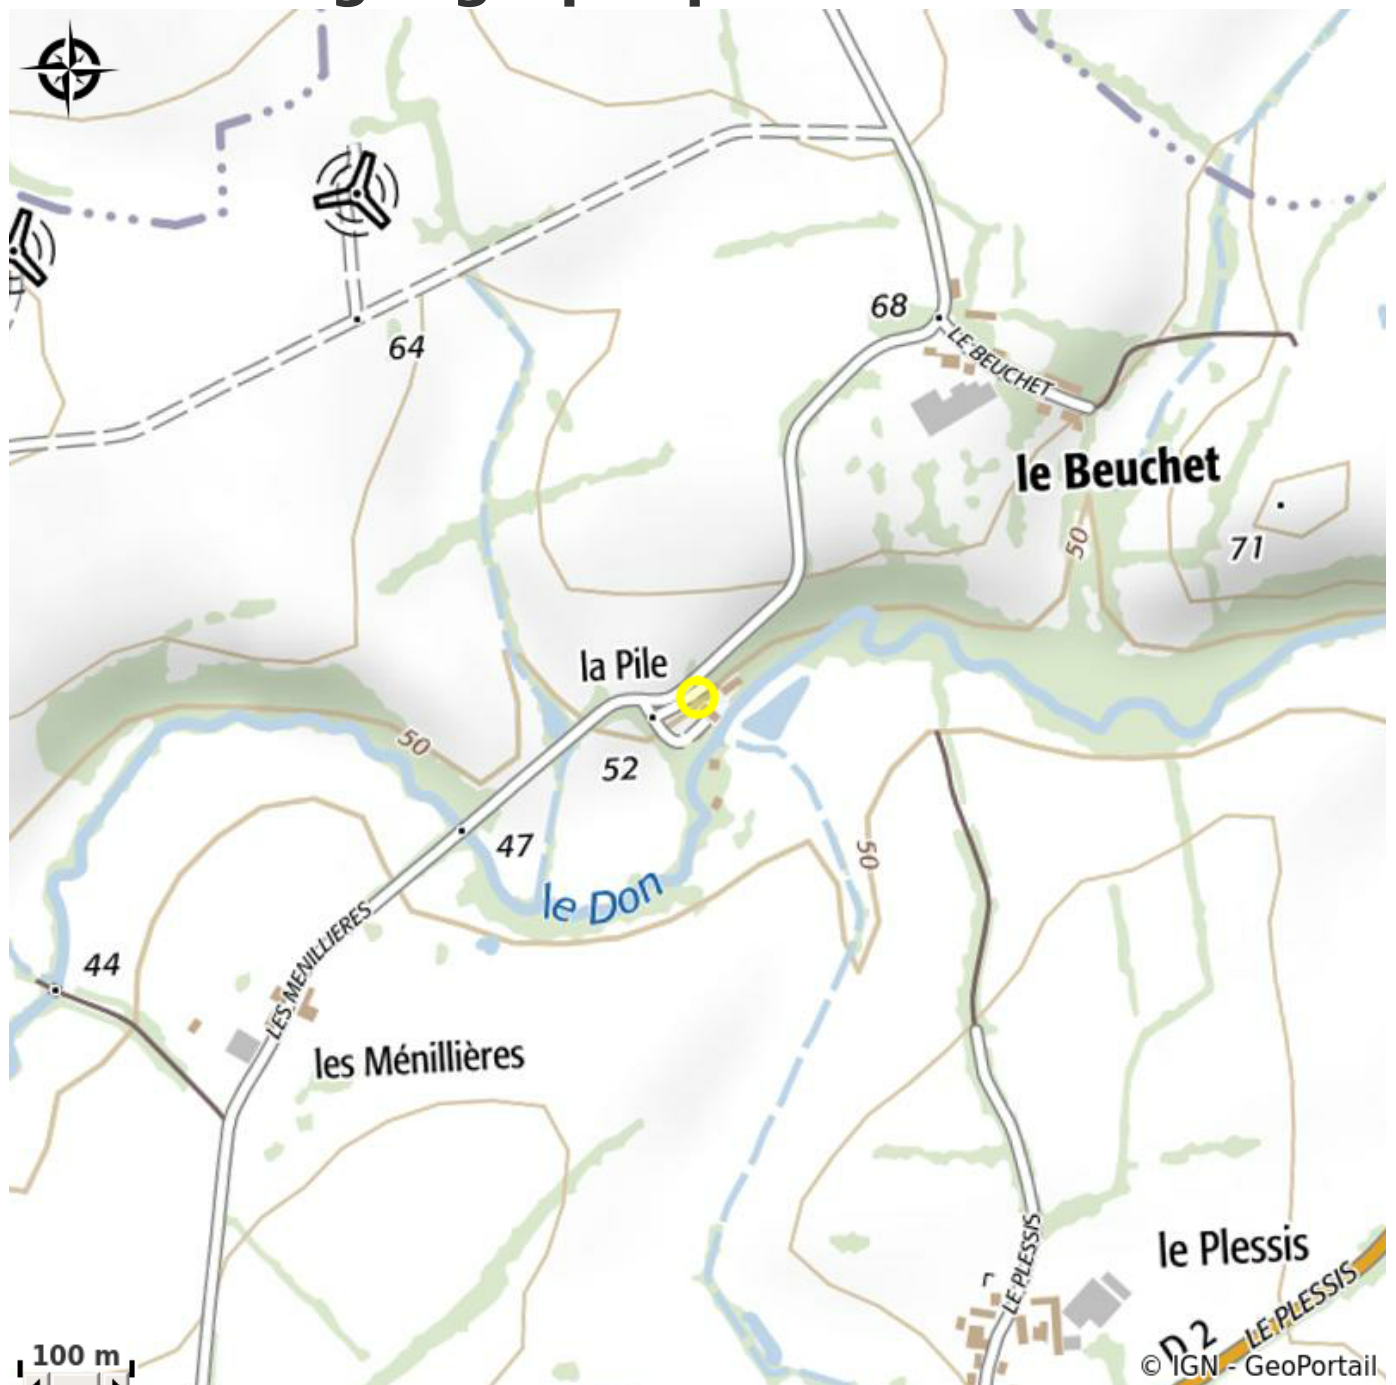 68
LE BEUCHET
64
le Beuchet
50
71
la Pile
50
52
47
50
le Don
LES MENILLIERES
44
les Ménillières
le Plessis
LE PLESSIS
D 2
LE PLESSIS
100 m
© IGN - GeoPortail